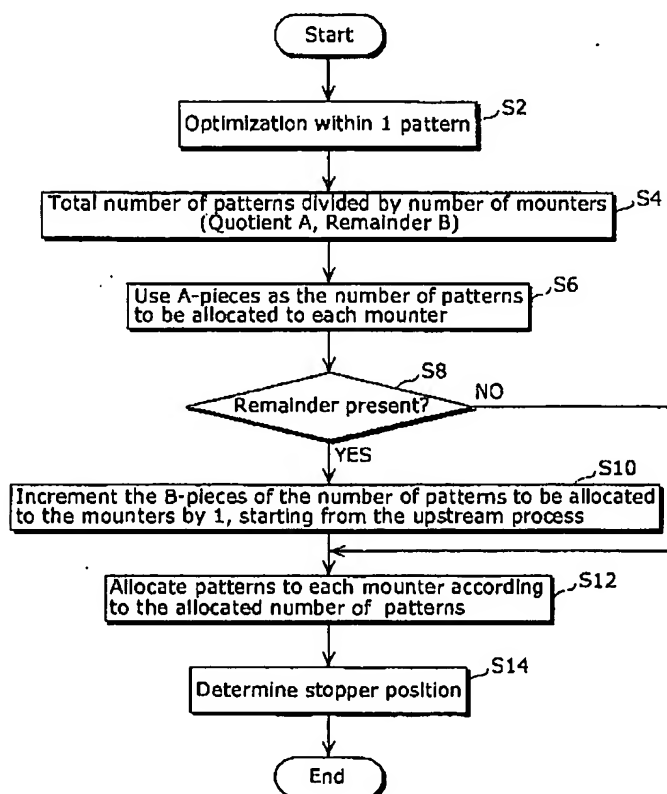 Start
S2
Optimization within 1 pattern
S4
Total number of patterns divided by number of mounters
(Quotient A, Remainder B)
S6
Use A-pieces as the number of patterns
to be allocated to each mounter
S8
Remainder present?
NO
YES
S10
Increment the B-pieces of the number of patterns to be allocated
to the mounters by 1, starting from the upstream process
S12
Allocate patterns to each mounter according
to the allocated number of patterns
S14
Determine stopper position
End